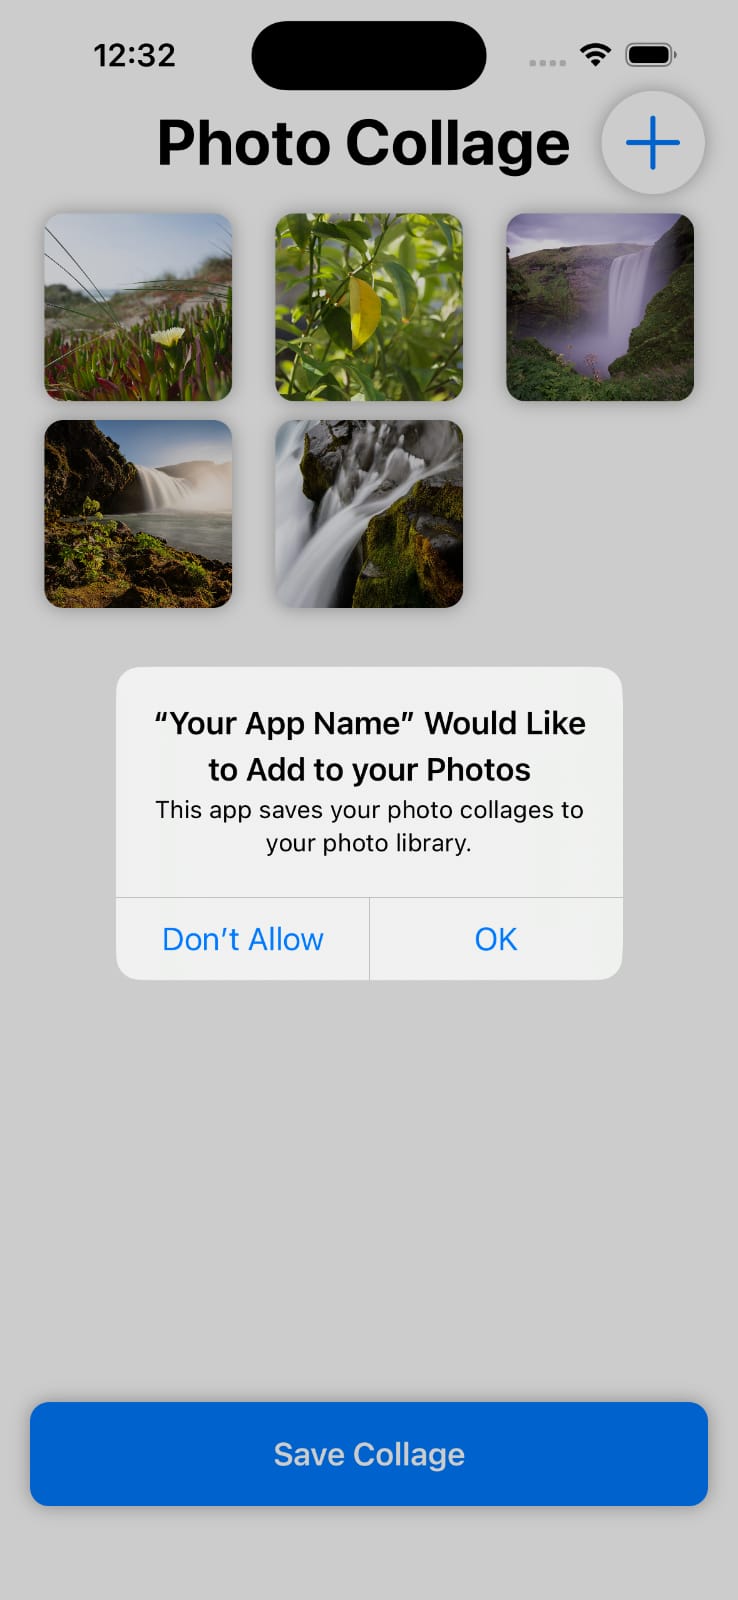 12:32
Photo Collage
“Your App Name” Would Like
to Add to your Photos
This app saves your photo collages to
your photo library.
Don’t Allow
OK
Save Collage